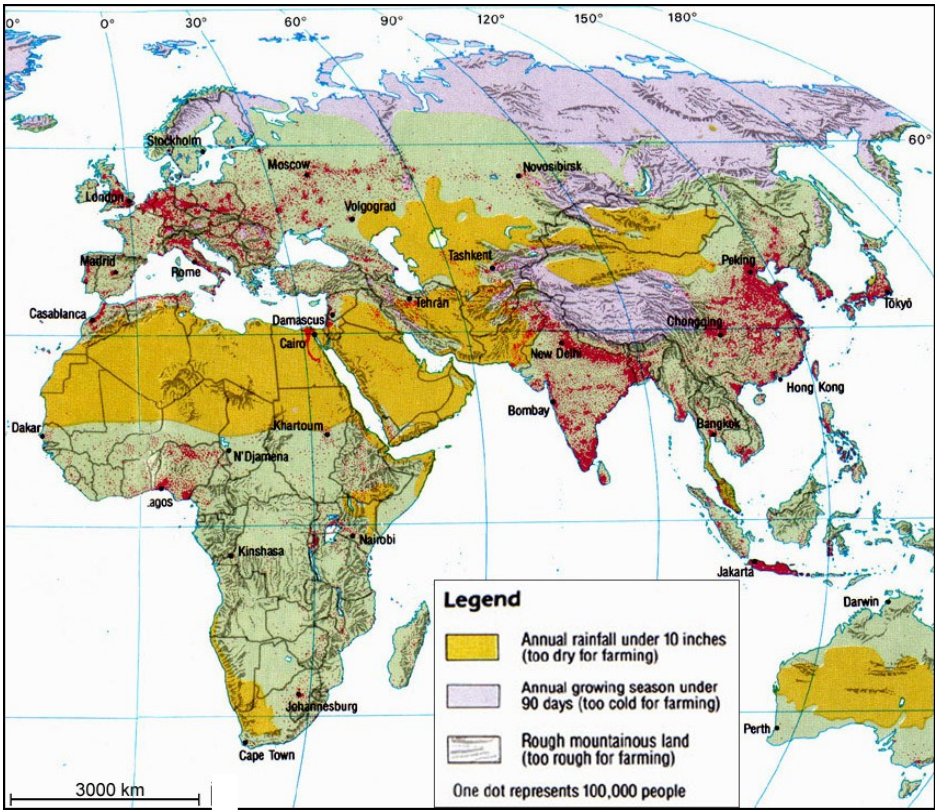 0°
30°
60°
90°
120°
150°
180°
60°
Stockholm
Moscow
Novosibirsk
London
Volgograd
Madrid
Rome
Tashkent
Peking
Casablanca
Damascus
Tehrān
Tōkyō
Cairo
Chongqing
New Delhi
Hong Kong
Bombay
Dakar
Khartoum
Bangkok
N'Djamena
.agos
Kinshasa
Nairobi
Jakarta
Darwin
Legend
Annual rainfall under 10 inches
(too dry for farming)
Annual growing season under
90 days (too cold for farming)
Rough mountainous land
(too rough for farming)
One dot represents 100,000 people
Johannesburg
Perth
Cape Town
3000 km